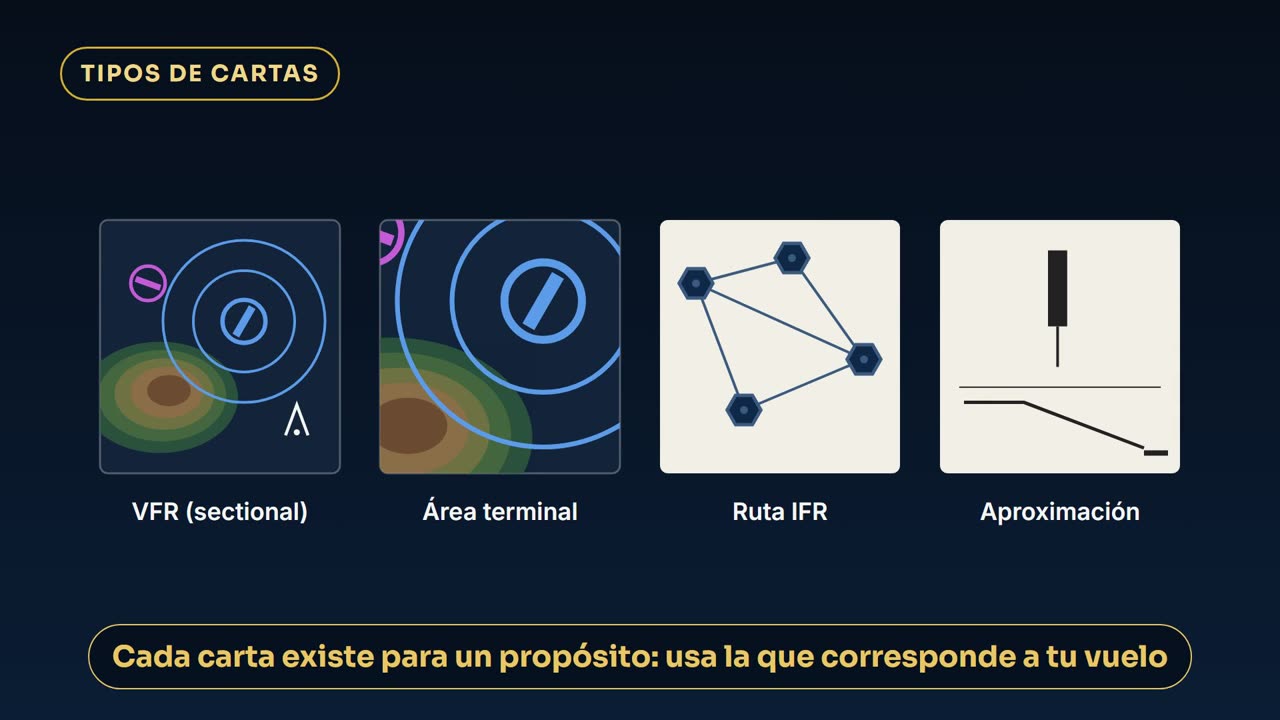 TIPOS DE CARTAS
VFR (sectional)
Área terminal
Ruta IFR
Aproximación
Cada carta existe para un propósito: usa la que corresponde a tu vuelo